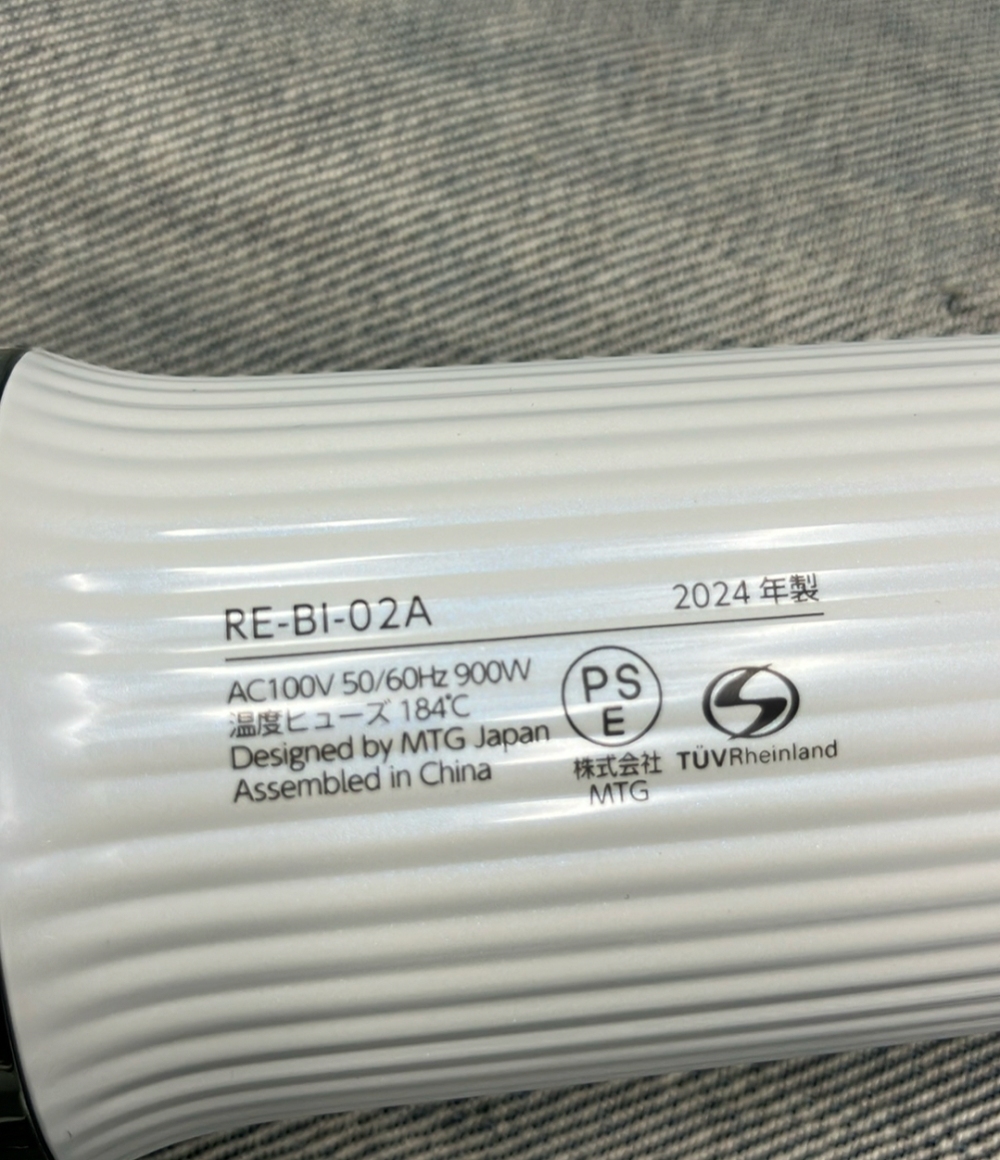 RE-BI-02A
2024 年製
AC100V 50/60Hz 900W
温度ヒューズ 184℃
Designed by MTG Japan
Assembled in China
PS
E
株式会社
MTG
S
TÜVRheinland